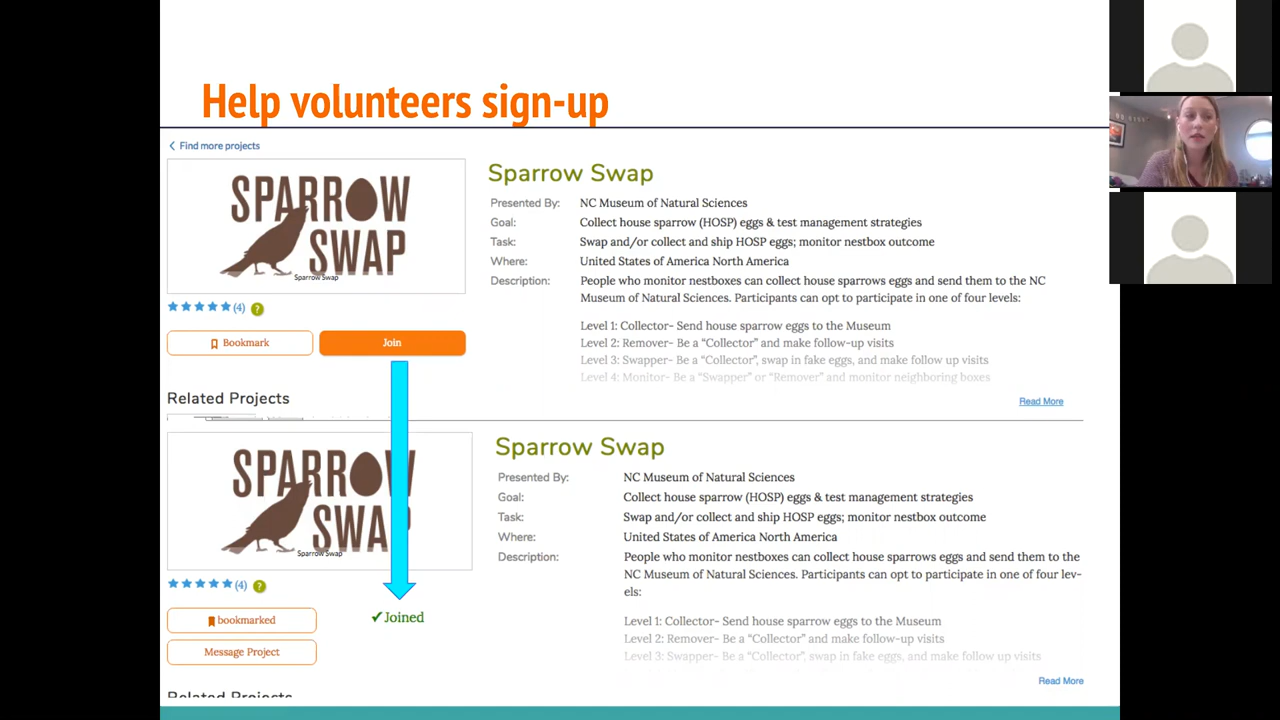 Help volunteers sign-up
Find more projects
SPARROW
SWAP
Sparrow Swap
(4) ?
Bookmark
Join
Related Projects
Sparrow Swap
Presented By: NC Museum of Natural Sciences
Goal: Collect house sparrow (HOSP) eggs & test management strategies
Task: Swap and/or collect and ship HOSP eggs; monitor nestbox outcome
Where: United States of America North America
Description: People who monitor nestboxes can collect house sparrows eggs and send them to the NC
Museum of Natural Sciences. Participants can opt to participate in one of four levels:
Level 1: Collector- Send house sparrow eggs to the Museum
Level 2: Remover- Be a “Collector” and make follow-up visits
Level 3: Swapper- Be a “Collector”, swap in fake eggs, and make follow up visits
Level 4: Monitor- Be a “Swapper” or “Remover” and monitor neighboring boxes
Read More
SPARROW
SWAP
Sparrow Swap
(4) ?
bookmarked
✔Joined
Message Project
Related Projects
Sparrow Swap
Presented By: NC Museum of Natural Sciences
Goal: Collect house sparrow (HOSP) eggs & test management strategies
Task: Swap and/or collect and ship HOSP eggs; monitor nestbox outcome
Where: United States of America North America
Description: People who monitor nestboxes can collect house sparrows eggs and send them to the
NC Museum of Natural Sciences. Participants can opt to participate in one of four lev-
els:
Level 1: Collector- Send house sparrow eggs to the Museum
Level 2: Remover- Be a “Collector” and make follow-up visits
Level 3: Swapper- Be a “Collector”, swap in fake eggs, and make follow up visits
Read More